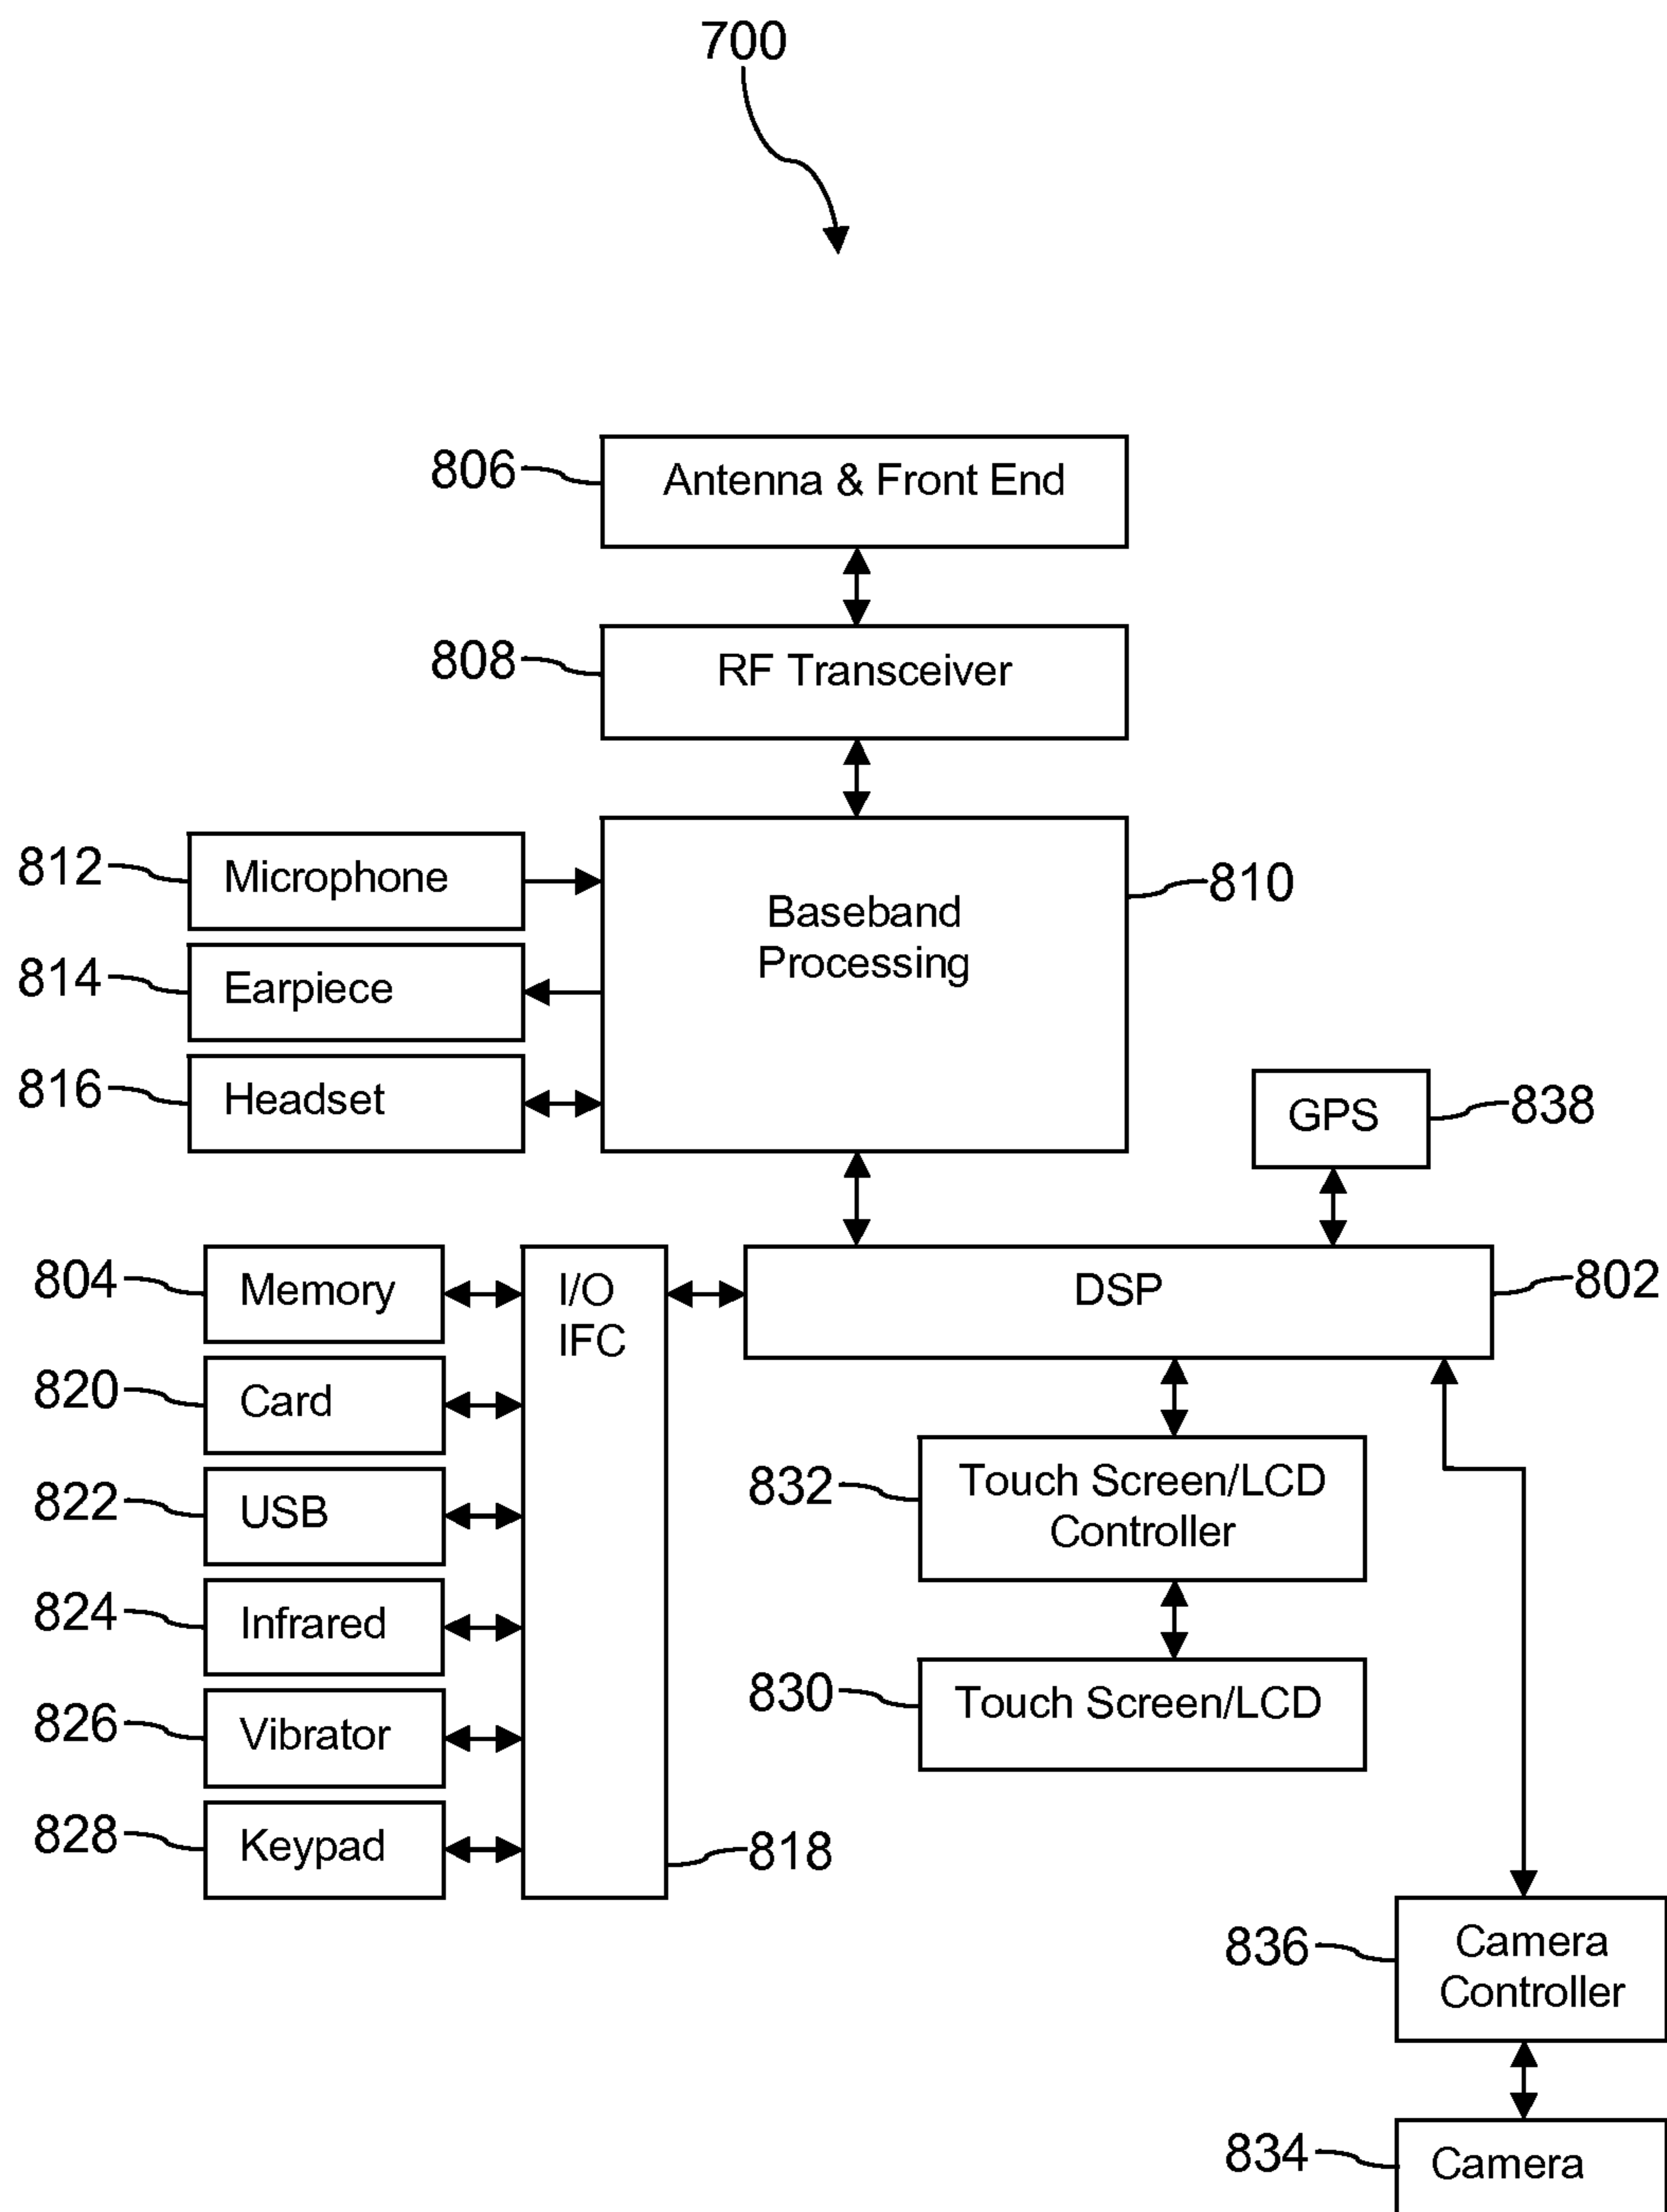 700
806
Antenna & Front End
808
RF Transceiver
812
Microphone
Baseband
Processing
810
814
Earpiece
816
Headset
GPS
838
804
Memory
I/O
IFC
DSP
802
820
Card
822
USB
832
Touch Screen/LCD
Controller
824
Infrared
830
Touch Screen/LCD
826
Vibrator
828
Keypad
818
836
Camera
Controller
834
Camera